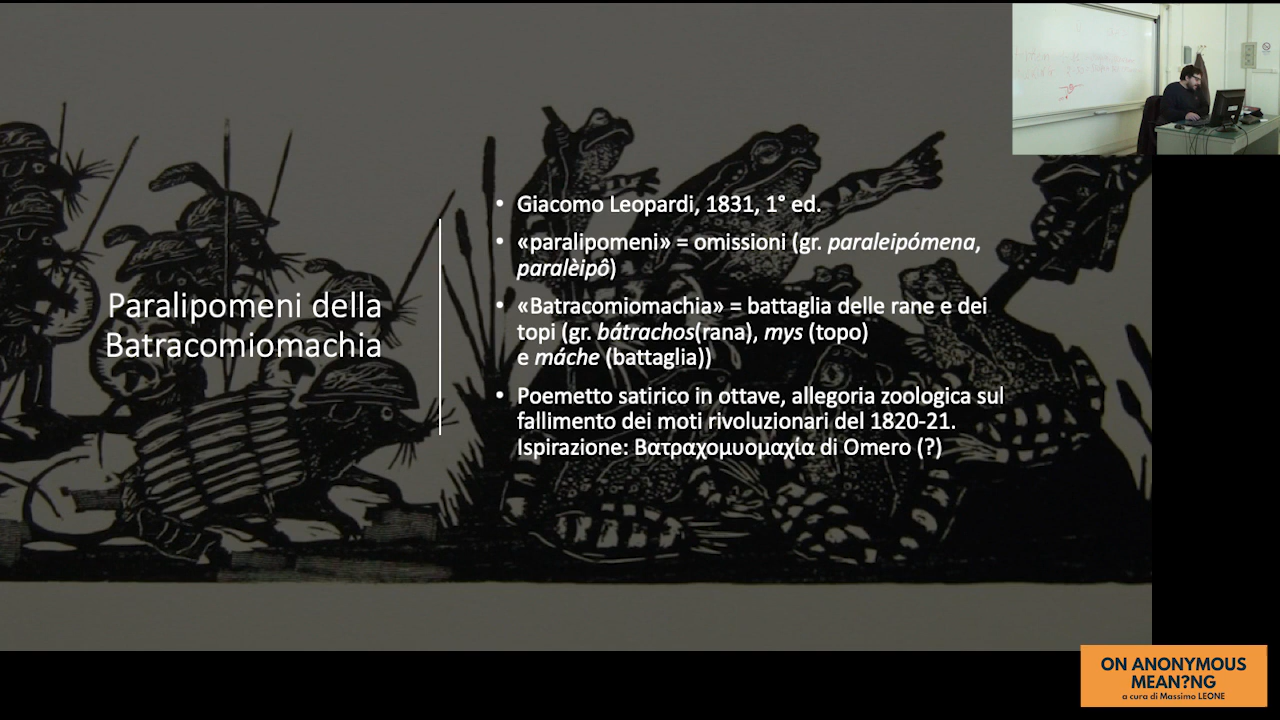 Paralipomeni della
Batracomiomachia
• Giacomo Leopardi, 1831, 1° ed.
• «paralipomeni» = omissioni (gr. paraleipómena,
paralèipô)
• «Batracomiomachia» = battaglia delle rane e dei
topi (gr. bátrachos(rana), mys (topo)
e máche (battaglia))
• Poemetto satirico in ottave, allegoria zoologica sul
fallimento dei moti rivoluzionari del 1820-21.
Ispirazione: Βατραχομυομαχία di Omero (?)
ON ANONYMOUS
MEAN?NG
a cura di Massimo LEONE